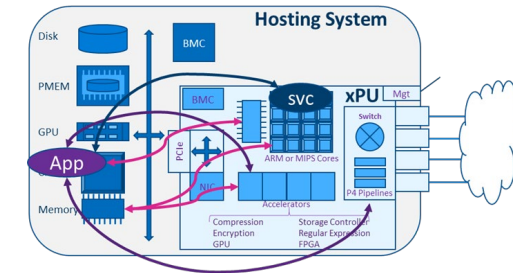 Hosting System
Disk
BMC
PMEM
BMC
SVC
xPU
Mgt
Switch
GPU
App
PCIe
ARM or MIPS Cores
NIC
P4 Pipelines
Memory
Accelerators
Compression
Storage Controller
Encryption
Regular Expression
GPU
FPGA